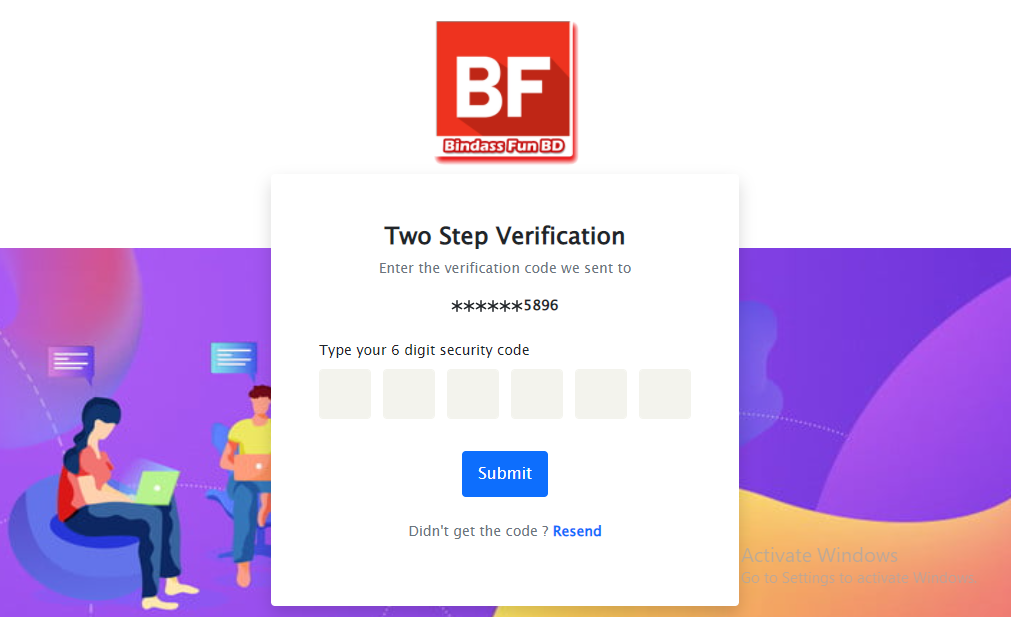 BF
Bindass Fun BD
Two Step Verification
Enter the verification code we sent to
******5896
Type your 6 digit security code
Submit
Didn't get the code ? Resend
Activate Windows
Go to Settings to activate Windows.